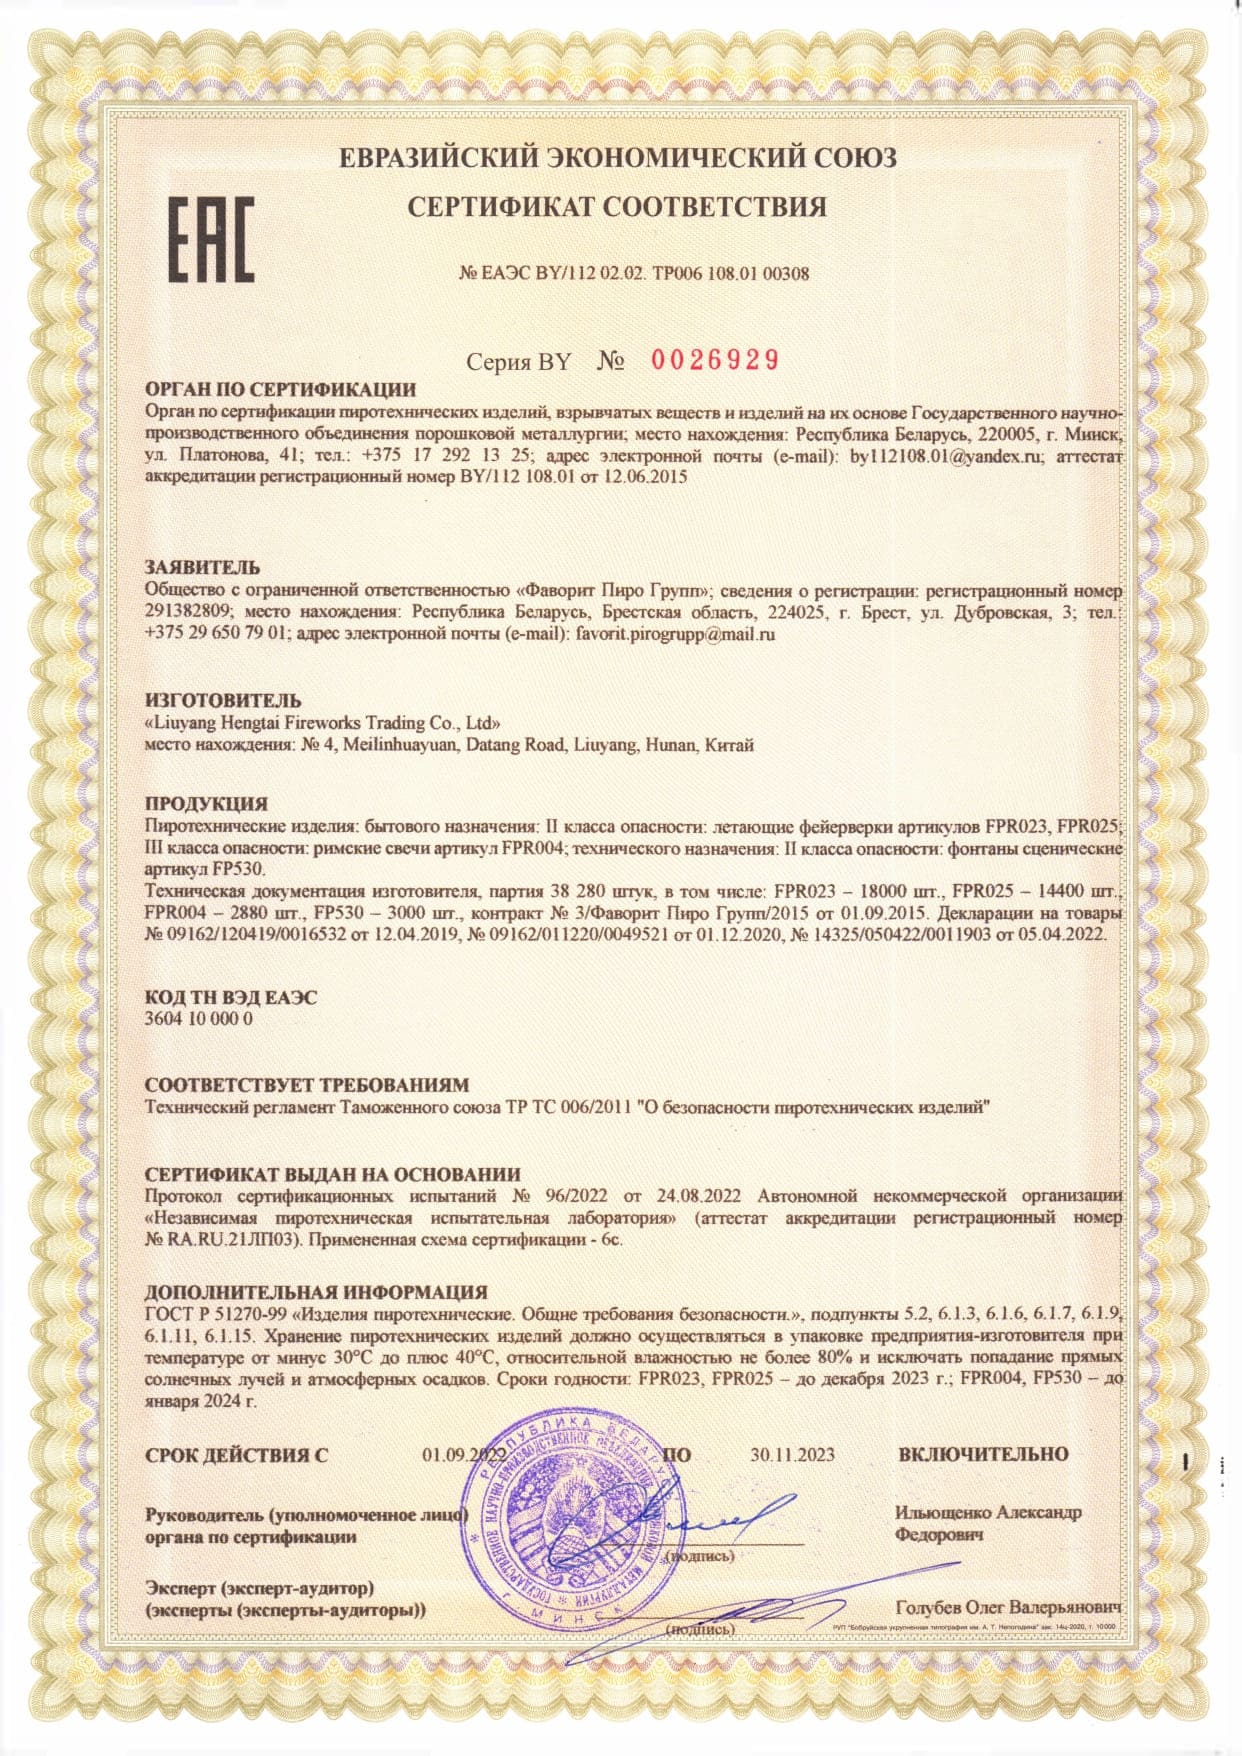 ЕВРАЗИЙСКИЙ ЭКОНОМИЧЕСКИЙ СОЮЗ
EAC
СЕРТИФИКАТ СООТВЕТСТВИЯ
№ ЕАЭС BY/112 02.02. ТР006 108.01 00308
Серия BY № 0026929
ОРГАН ПО СЕРТИФИКАЦИИ
Орган по сертификации пиротехнических изделий, взрывчатых веществ и изделий на их основе Государственного научно-
производственного объединения порошковой металлургии; место нахождения: Республика Беларусь, 220005, г. Минск,
ул. Платонова, 41; тел.: +375 17 292 13 25; адрес электронной почты (e-mail): by112108.01@yandex.ru; аттестат
аккредитации регистрационный номер BY/112 108.01 от 12.06.2015
ЗАЯВИТЕЛЬ
Общество с ограниченной ответственностью «Фаворит Пиро Групп»; сведения о регистрации: регистрационный номер
291382809; место нахождения: Республика Беларусь, Брестская область, 224025, г. Брест, ул. Дубровская, 3; тел.:
+375 29 650 79 01; адрес электронной почты (e-mail): favorit.pirogrupp@mail.ru
ИЗГОТОВИТЕЛЬ
«Liuyang Hengtai Fireworks Trading Co., Ltd»
место нахождения: № 4, Meilinhuayuan, Datang Road, Liuyang, Hunan, Китай
ПРОДУКЦИЯ
Пиротехнические изделия: бытового назначения: II класса опасности: летающие фейерверки артикулов FPR023, FPR025;
III класса опасности: римские свечи артикул FPR004; технического назначения: II класса опасности: фонтаны сценические
артикул FP530.
Техническая документация изготовителя, партия 38 280 штук, в том числе: FPR023 – 18000 шт., FPR025 – 14400 шт.,
FPR004 – 2880 шт., FP530 – 3000 шт., контракт № 3/Фаворит Пиро Групп/2015 от 01.09.2015. Декларации на товары
№ 09162/120419/0016532 от 12.04.2019, № 09162/011220/0049521 от 01.12.2020, № 14325/050422/0011903 от 05.04.2022.
КОД ТН ВЭД ЕАЭС
3604 10 000 0
СООТВЕТСТВУЕТ ТРЕБОВАНИЯМ
Технический регламент Таможенного союза ТР ТС 006/2011 "О безопасности пиротехнических изделий"
СЕРТИФИКАТ ВЫДАН НА ОСНОВАНИИ
Протокол сертификационных испытаний № 96/2022 от 24.08.2022 Автономной некоммерческой организации
«Независимая пиротехническая испытательная лаборатория» (аттестат аккредитации регистрационный номер
№ RA.RU.21ЛП03). Примененная схема сертификации - 6с.
ДОПОЛНИТЕЛЬНАЯ ИНФОРМАЦИЯ
ГОСТ Р 51270-99 «Изделия пиротехнические. Общие требования безопасности.», подпункты 5.2, 6.1.3, 6.1.6, 6.1.7, 6.1.9,
6.1.11, 6.1.15. Хранение пиротехнических изделий должно осуществляться в упаковке предприятия-изготовителя при
температуре от минус 30°С до плюс 40°С, относительной влажностью не более 80% и исключать попадание прямых
солнечных лучей и атмосферных осадков. Сроки годности: FPR023, FPR025 – до декабря 2023 г.; FPR004, FP530 – до
января 2024 г.
СРОК ДЕЙСТВИЯ С 01.09.2022 ПО 30.11.2023 ВКЛЮЧИТЕЛЬНО
РЕСПУБЛИКА БЕЛАРУСЬ
ГОСУДАРСТВЕННОЕ НАУЧНО-ПРОИЗВОДСТВЕННОЕ ОБЪЕДИНЕНИЕ ПОРОШКОВОЙ МЕТАЛЛУРГИИ
Г. МИНСК
Руководитель (уполномоченное лицо) Ильющенко Александр
органа по сертификации Федорович
(подпись)
Эксперт (эксперт-аудитор)
(эксперты (эксперты-аудиторы)) Голубев Олег Валерьянович
(подпись)
РУП "Бобруйская укрупненная типография им. А. Т. Непогодина" зак. 14ц-2020, т. 10 000